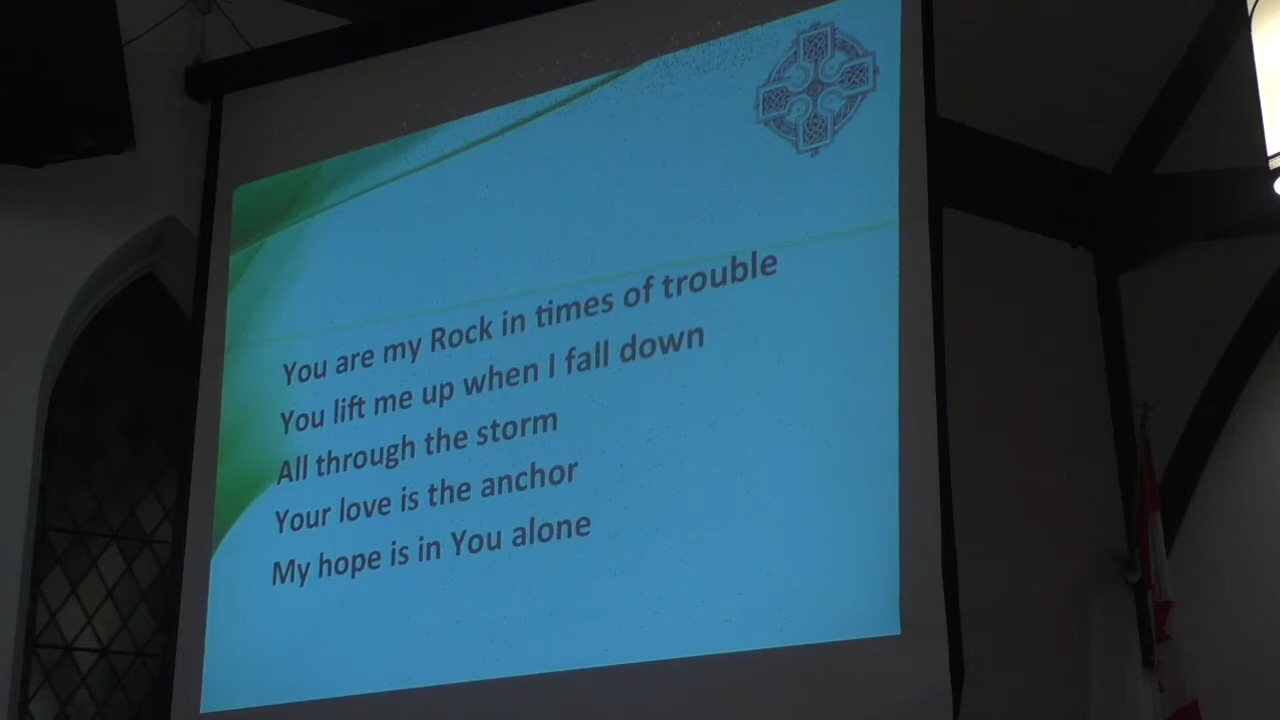 You are my Rock in times of trouble
You lift me up when I fall down
All through the storm
Your love is the anchor
My hope is in You alone